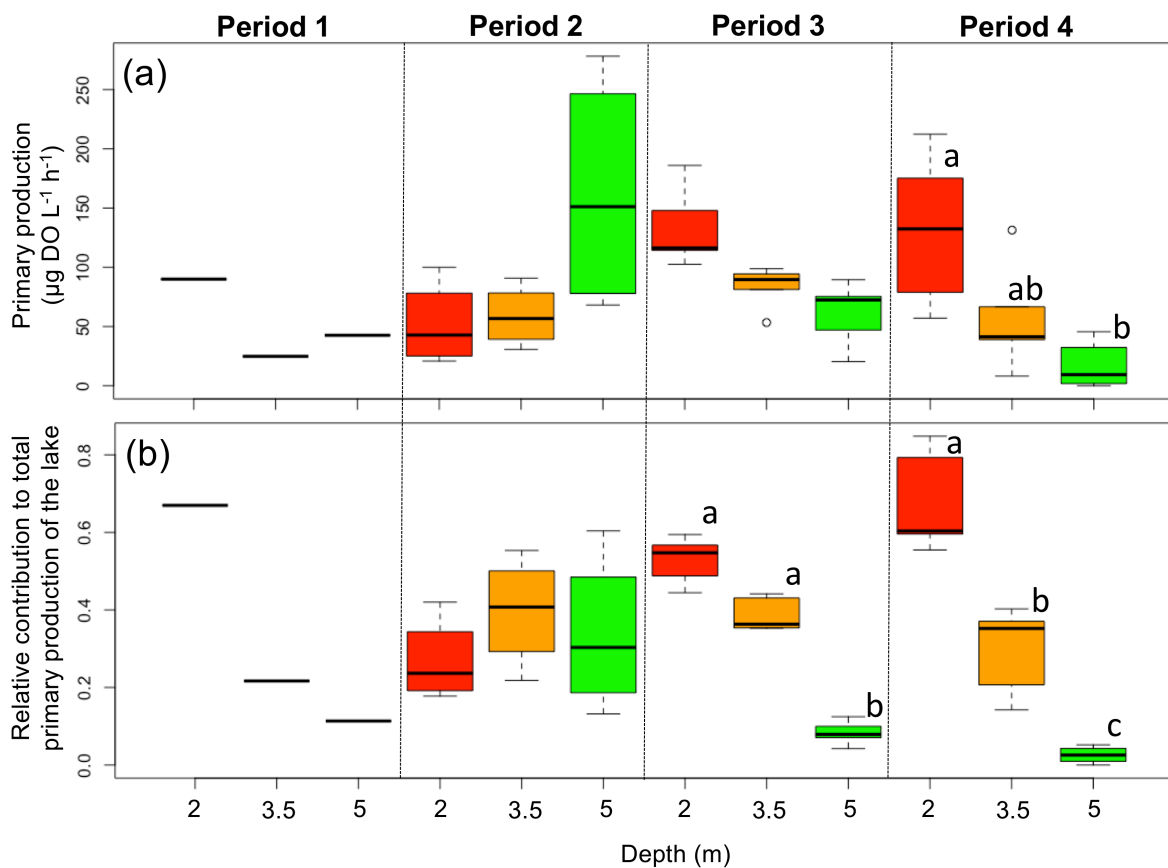 Period 1 Period 2 Period 3 Period 4
(a)
Primary production
(µg DO L⁻¹ h⁻¹)
250
200
150
100
50
0
a
ab
b
(b)
Relative contribution to total
primary production of the lake
0.8
0.6
0.4
0.2
0.0
a
a
b
a
b
c
2 3.5 5 2 3.5 5 2 3.5 5 2 3.5 5
Depth (m)